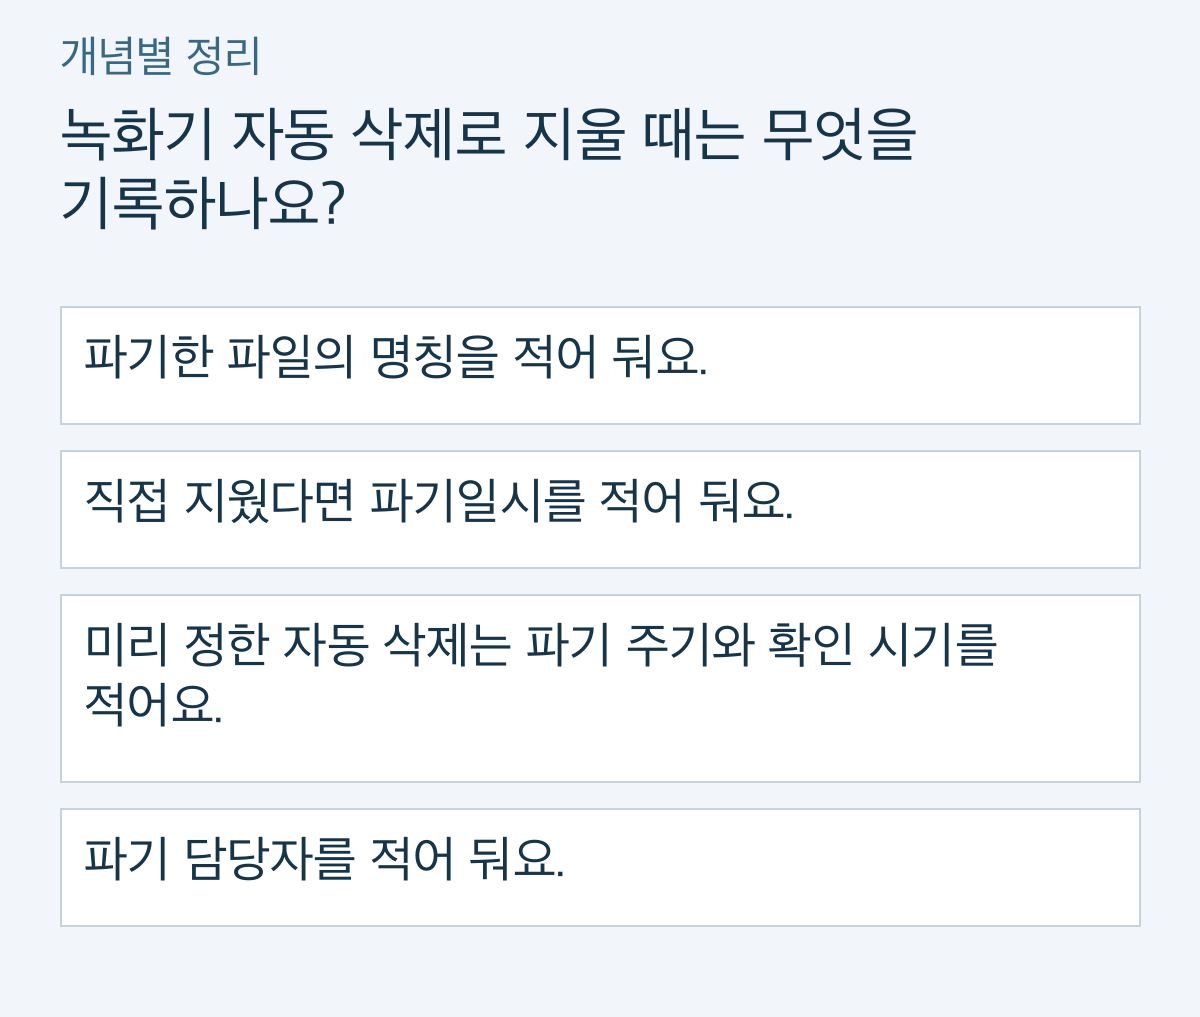 개념별 정리
녹화기 자동 삭제로 지울 때는 무엇을
기록하나요?
파기한 파일의 명칭을 적어 둬요.
직접 지웠다면 파기일시를 적어 둬요.
미리 정한 자동 삭제는 파기 주기와 확인 시기를
적어요.
파기 담당자를 적어 둬요.